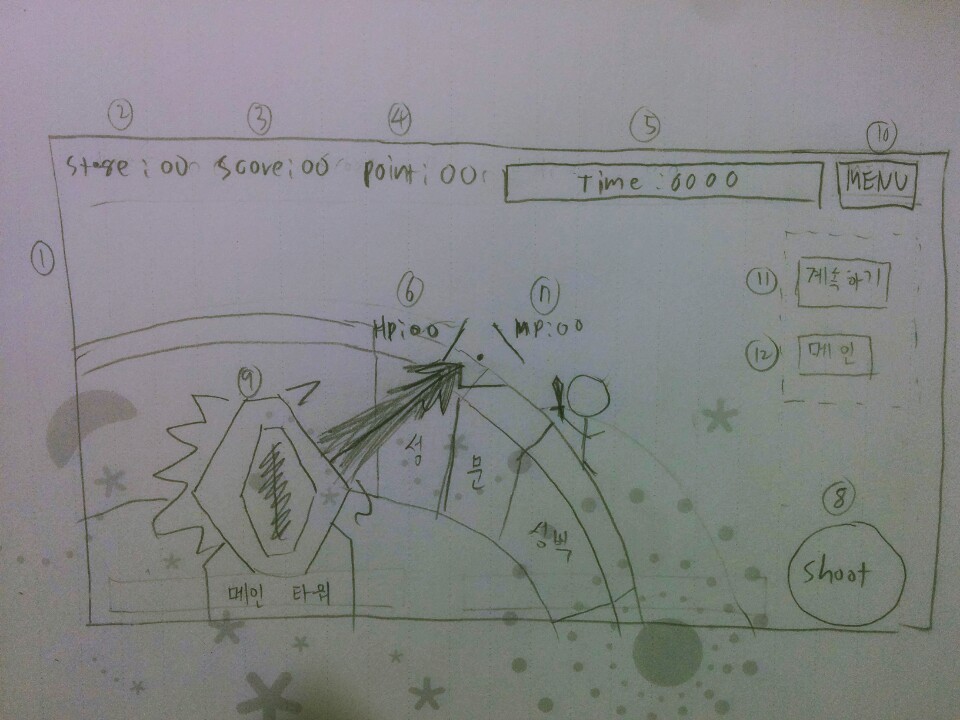 ② ③ ④ ⑤ ⑩
Stage : 00 Score : 00 Point : 00 Time : 0000 MENU
①
⑪ 계속하기
⑥ ⑦
HP : 00 MP : 00
⑫ 메인
⑨
성 문
성벽
⑧
Shoot
메인 타워